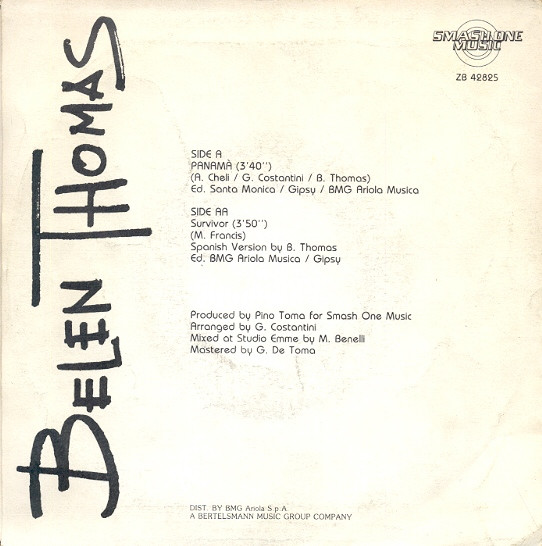 BELEN THOMAS
SMASH ONE
MUSIC
ZB 42825
SIDE A
PANAMÀ (3'40'')
(A. Cheli / G. Costantini / B. Thomas)
Ed. Santa Monica / Gipsy / BMG Ariola Musica
SIDE AA
Survivor (3'50'')
(M. Francis)
Spanish Version by B. Thomas
Ed. BMG Ariola Musica / Gipsy
Produced by Pino Toma for Smash One Music
Arranged by G. Costantini
Mixed at Studio Emme by M. Benelli
Mastered by G. De Toma
DIST. BY BMG Ariola S.p.A.
A BERTELSMANN MUSIC GROUP COMPANY